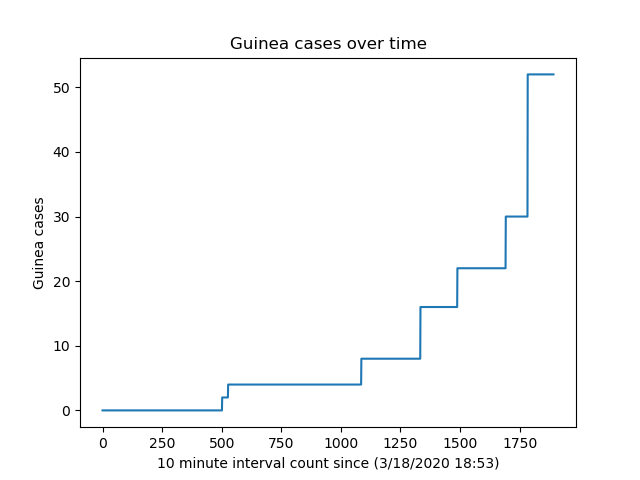 Guinea cases over time
Guinea cases
50
40
30
20
10
0
0 250 500 750 1000 1250 1500 1750
10 minute interval count since (3/18/2020 18:53)